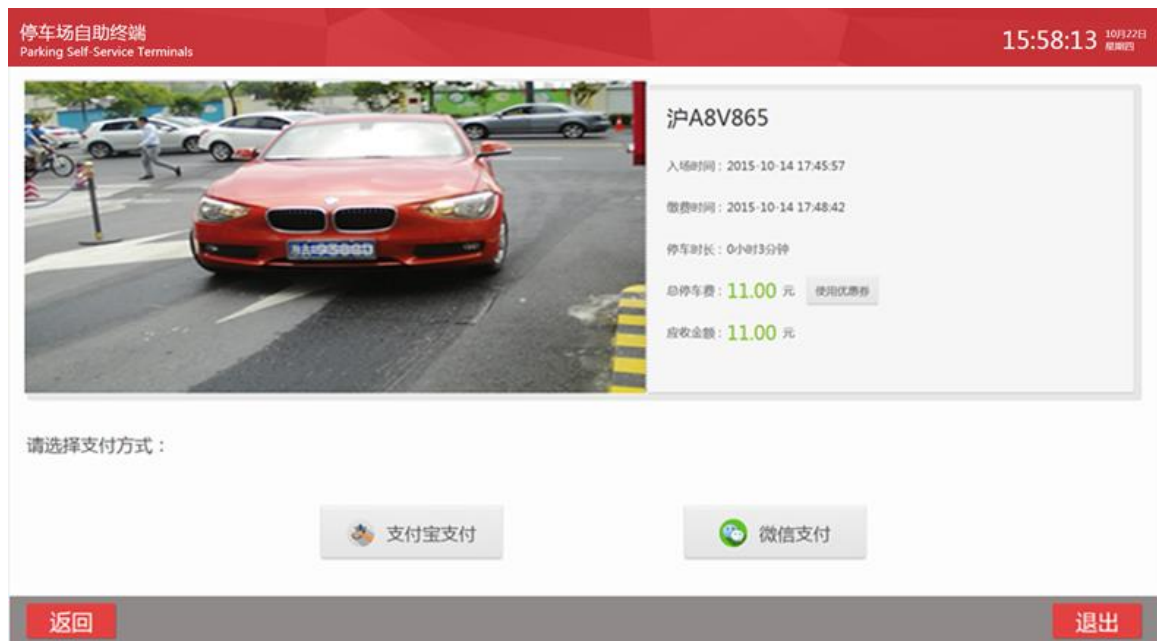 停车场自助终端
Parking Self-Service Terminals
15:58:13 10月22日
星期四
沪A8V865
入场时间：2015-10-14 17:45:57
缴费时间：2015-10-14 17:48:42
停车时长：0小时3分钟
总停车费：11.00 元 使用优惠券
应收金额：11.00 元
请选择支付方式：
支付宝支付
微信支付
返回
退出